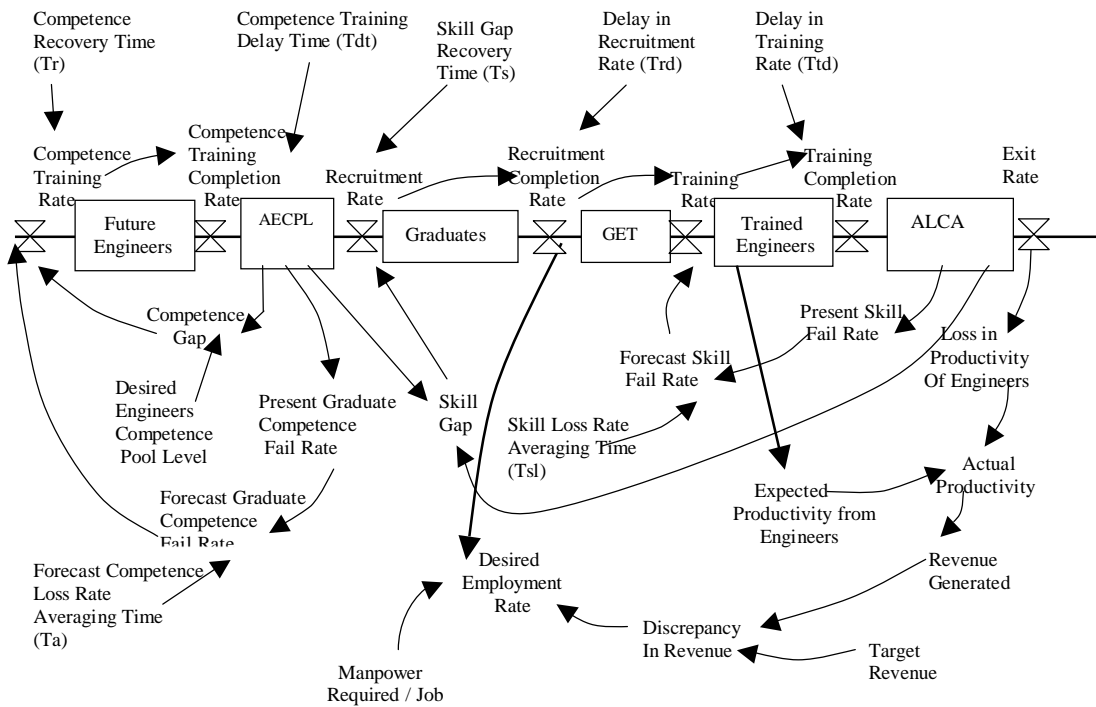 Competence
Recovery Time
(Tr)
Competence Training
Delay Time (Tdt)
Skill Gap
Recovery
Time (Ts)
Delay in
Recruitment
Rate (Trd)
Delay in
Training
Rate (Ttd)
Competence
Training
Rate
Competence
Training
Completion
Rate
Recruitment
Rate
Recruitment
Completion
Rate
Training
Rate
Training
Completion
Rate
Exit
Rate
Future
Engineers
AECPL
Graduates
GET
Trained
Engineers
ALCA
Competence
Gap
Desired
Engineers
Competence
Pool Level
Present Graduate
Competence
Fail Rate
Skill
Gap
Forecast Skill
Fail Rate
Present Skill
Fail Rate
Loss in
Productivity
Of Engineers
Skill Loss Rate
Averaging Time
(Tsl)
Expected
Productivity from
Engineers
Actual
Productivity
Forecast Graduate
Competence
Fail Rate
Forecast Competence
Loss Rate
Averaging Time
(Ta)
Desired
Employment
Rate
Revenue
Generated
Discrepancy
In Revenue
Target
Revenue
Manpower
Required / Job